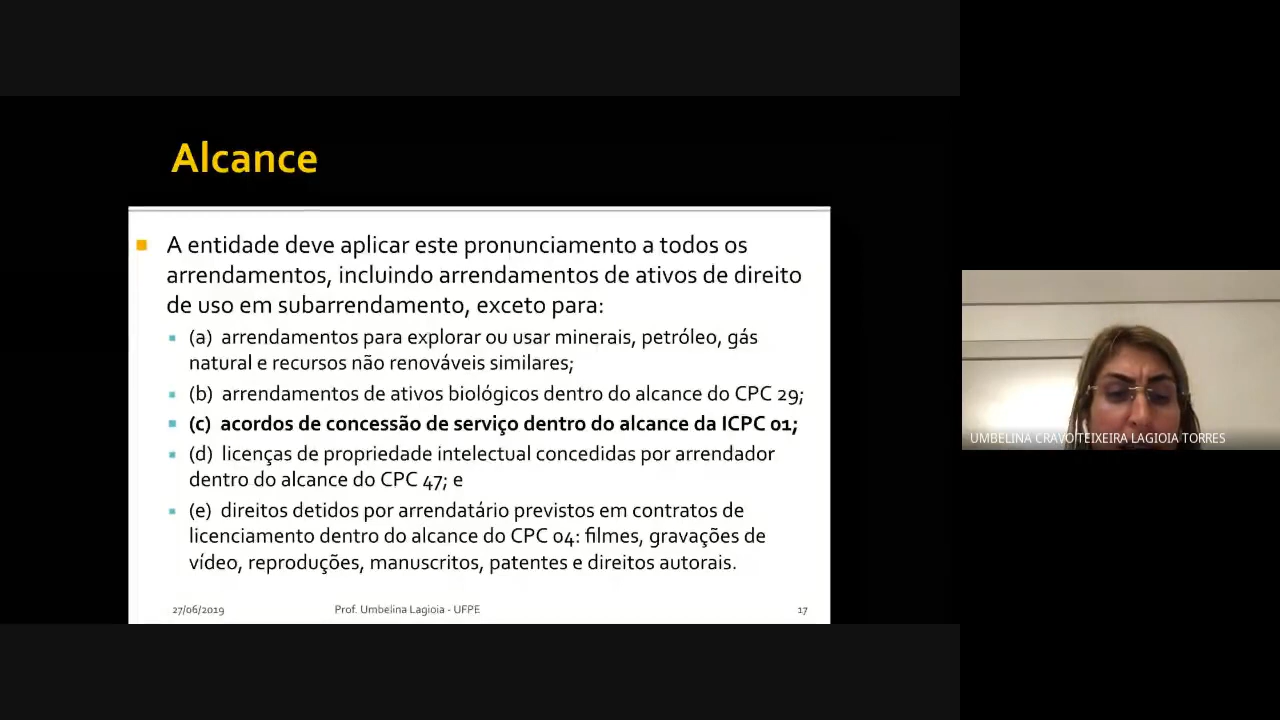 Alcance
A entidade deve aplicar este pronunciamento a todos os
arrendamentos, incluindo arrendamentos de ativos de direito
de uso em subarrendamento, exceto para:
(a) arrendamentos para explorar ou usar minerais, petróleo, gás
natural e recursos não renováveis similares;
(b) arrendamentos de ativos biológicos dentro do alcance do CPC 29;
(c) acordos de concessão de serviço dentro do alcance da ICPC 01;
(d) licenças de propriedade intelectual concedidas por arrendador
dentro do alcance do CPC 47; e
(e) direitos detidos por arrendatário previstos em contratos de
licenciamento dentro do alcance do CPC 04: filmes, gravações de
vídeo, reproduções, manuscritos, patentes e direitos autorais.
27/06/2019 Prof. Umbelina Lagioia - UFPE 17
UMBELINA CRAVO TEIXEIRA LAGIOIA TORRES